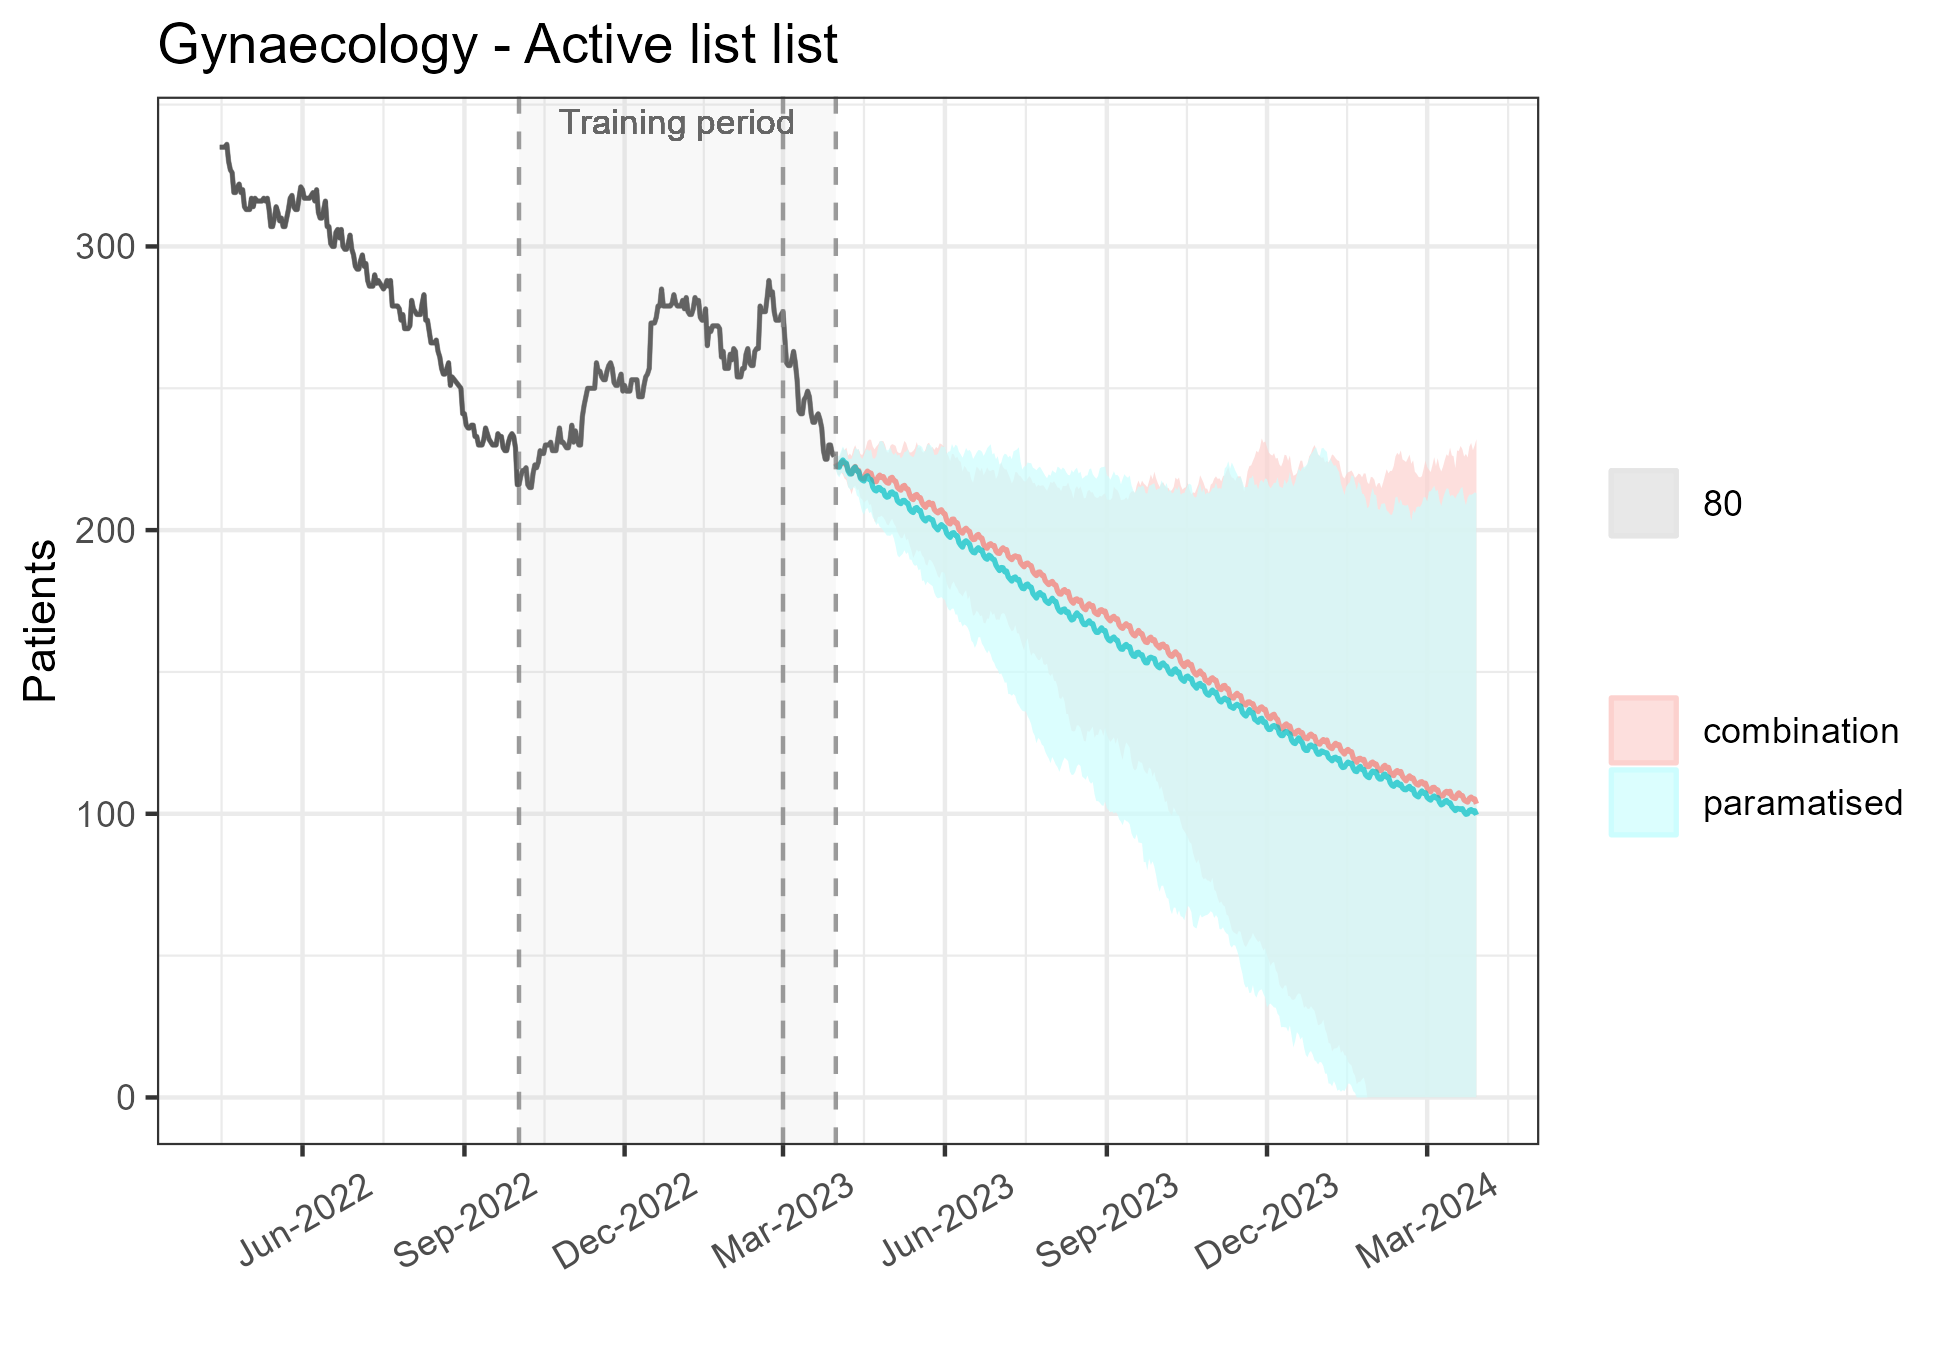 Gynaecology - Active list list
Training period
300
200
100
0
Patients
Jun-2022
Sep-2022
Dec-2022
Mar-2023
Jun-2023
Sep-2023
Dec-2023
Mar-2024
80
combination
paramatised